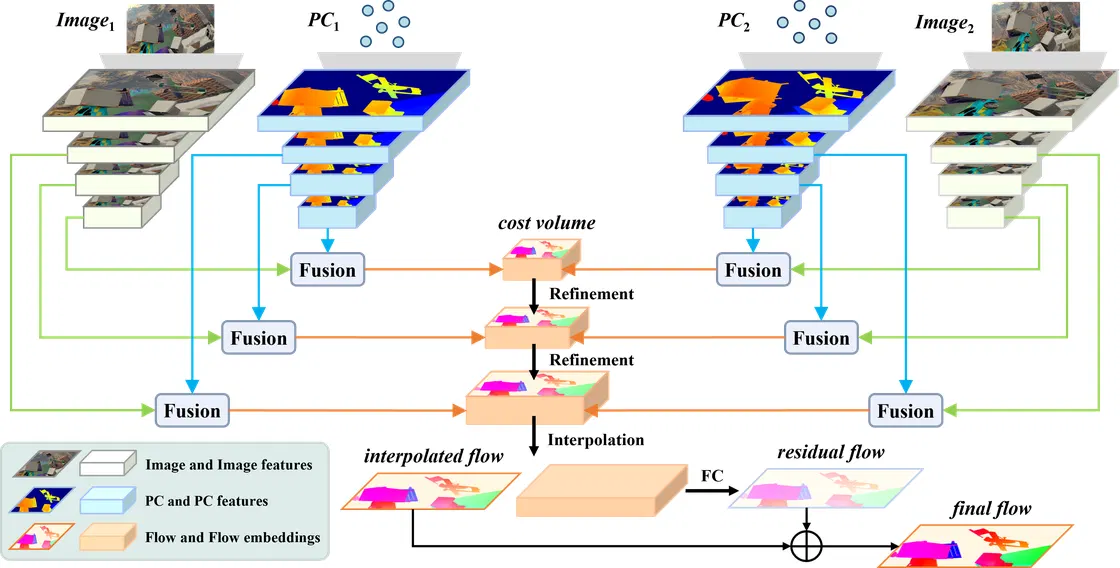 Image1
PC1
PC2
Image2
cost volume
Fusion
Fusion
Refinement
Fusion
Fusion
Refinement
Fusion
Fusion
Interpolation
interpolated flow
residual flow
FC
final flow
Image and Image features
PC and PC features
Flow and Flow embeddings